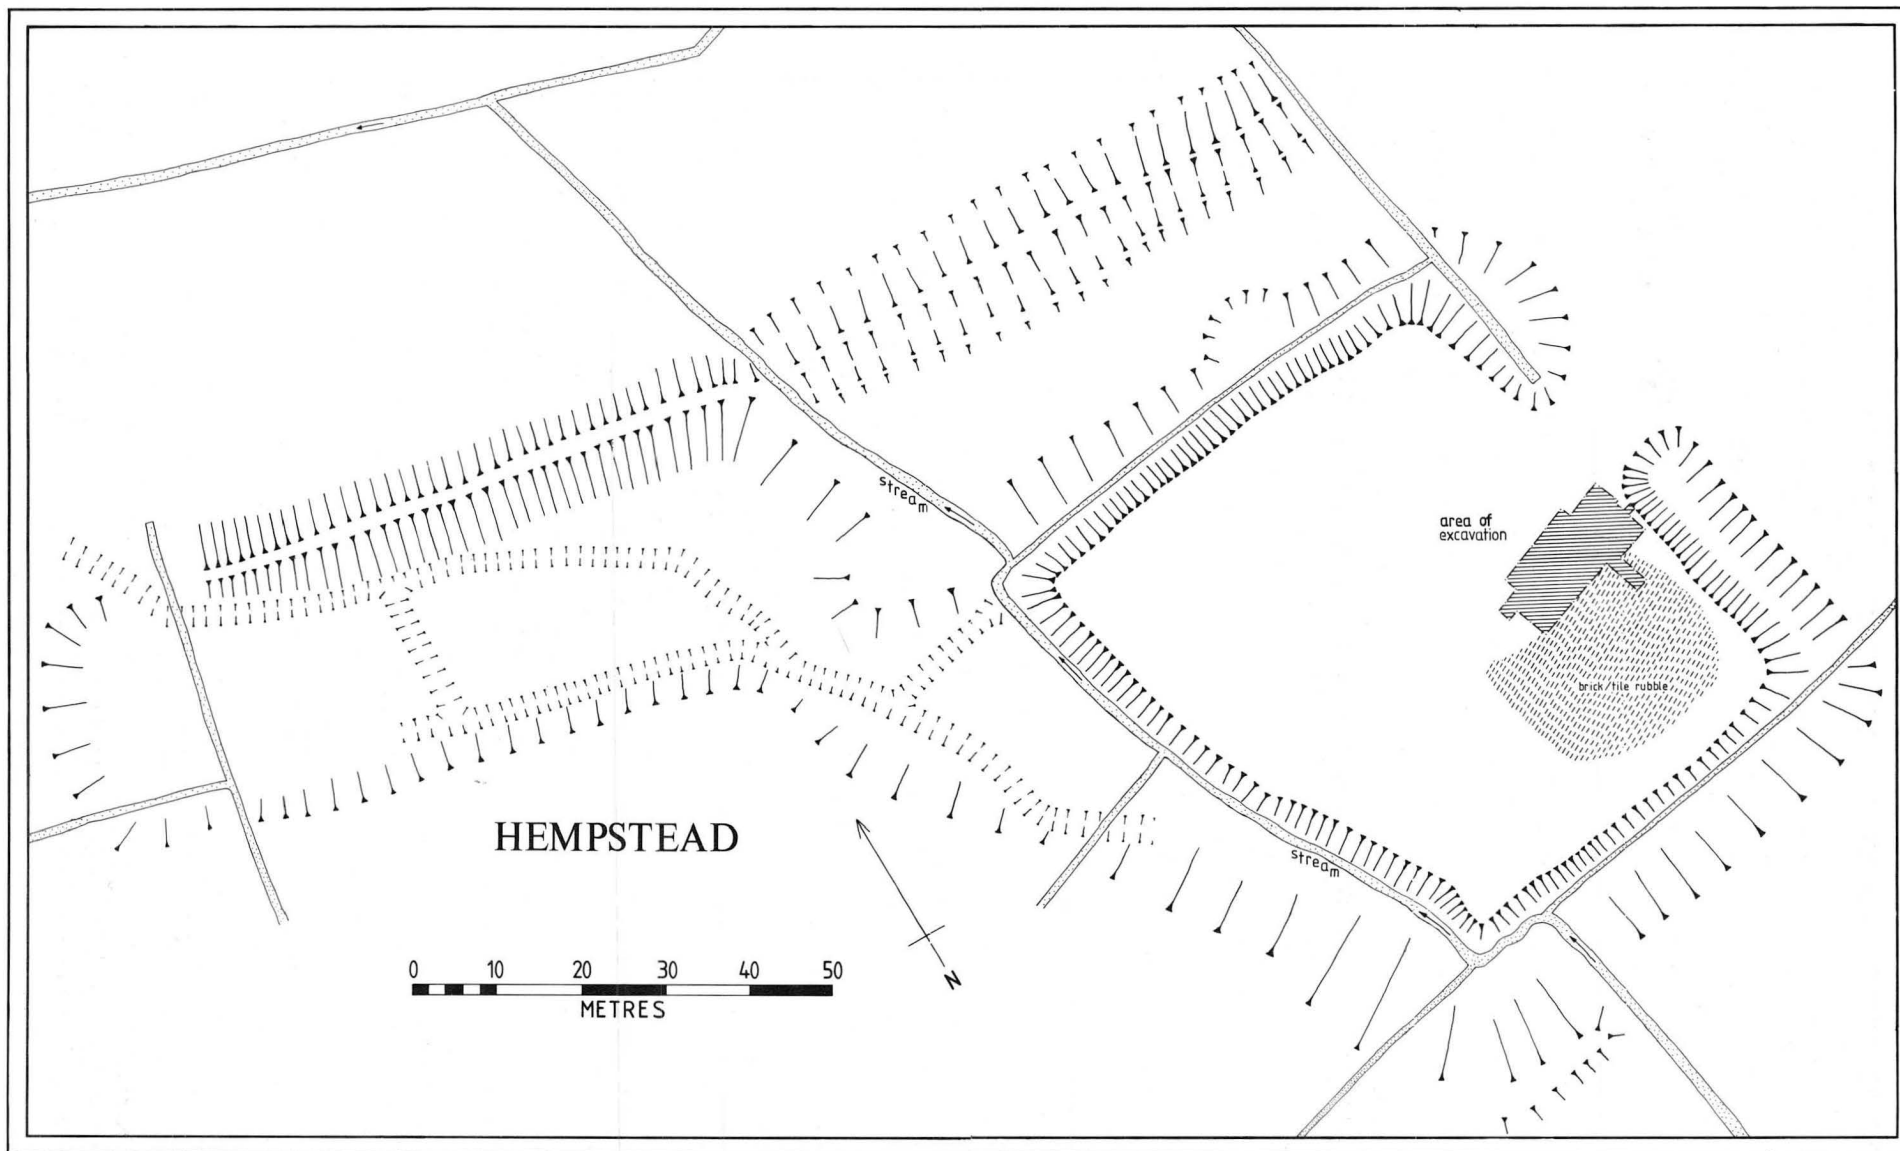 stream
area of
excavation
brick/tile rubble
HEMPSTEAD
stream
N
0 10 20 30 40 50
METRES